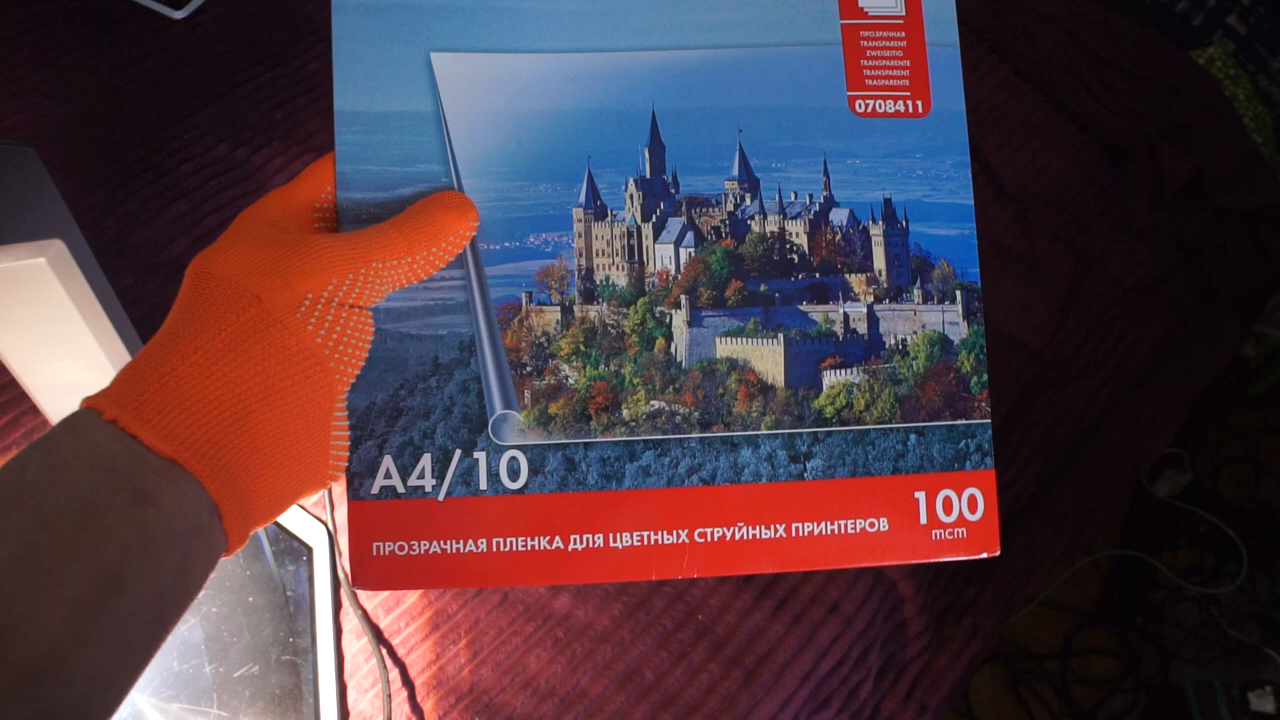 ПРОЗРАЧНАЯ
TRANSPARENT
ZWEISEITIG
TRANSPARENTE
TRANSPARENT
TRASPARENTE
0708411
A4/10
100
mcm
ПРОЗРАЧНАЯ ПЛЕНКА ДЛЯ ЦВЕТНЫХ СТРУЙНЫХ ПРИНТЕРОВ